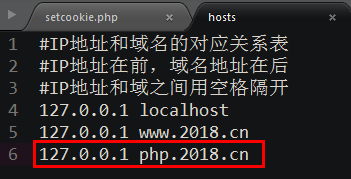 setcookie.php × hosts ×
1 #IP地址和域名的对应关系表
2 #IP地址在前，域名地址在后
3 #IP地址和域之间用空格隔开
4 127.0.0.1 localhost
5 127.0.0.1 www.2018.cn
6 127.0.0.1 php.2018.cn